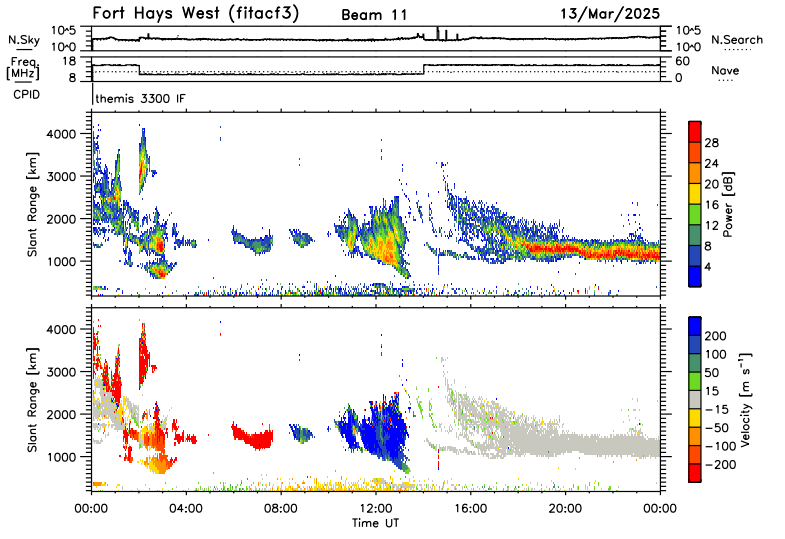 Fort Hays West (fitacf3) Beam 11 13/Mar/2025
N.Sky 10^5 10^0 10^5 10^0 N.Search
Freq. [MHz] 18 8 60 0 Nave
CPID themis 3300 IF
Slant Range [km]
4000
3000
2000
1000
Power [dB]
28
24
20
16
12
8
4
Slant Range [km]
4000
3000
2000
1000
Velocity [m s⁻¹]
200
100
50
15
−15
−50
−100
−200
00:00 04:00 08:00 12:00 16:00 20:00 00:00
Time UT